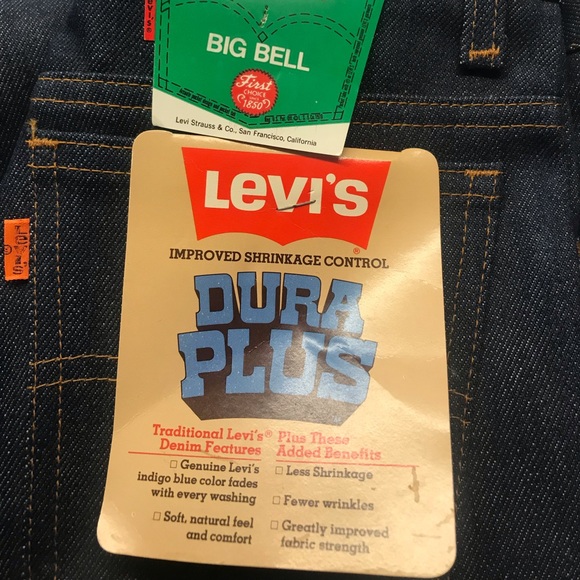 Levi's®
BIG BELL
First
CHOICE
1850
Levi Strauss & Co., San Francisco, California
LEVI'S
®
IMPROVED SHRINKAGE CONTROL
DURA
PLUS
Traditional Levi's®
Denim Features
Genuine Levi's
indigo blue color fades
with every washing
Soft, natural feel
and comfort
Plus These
Added Benefits
Less Shrinkage
Fewer wrinkles
Greatly improved
fabric strength
LEVI'S
®